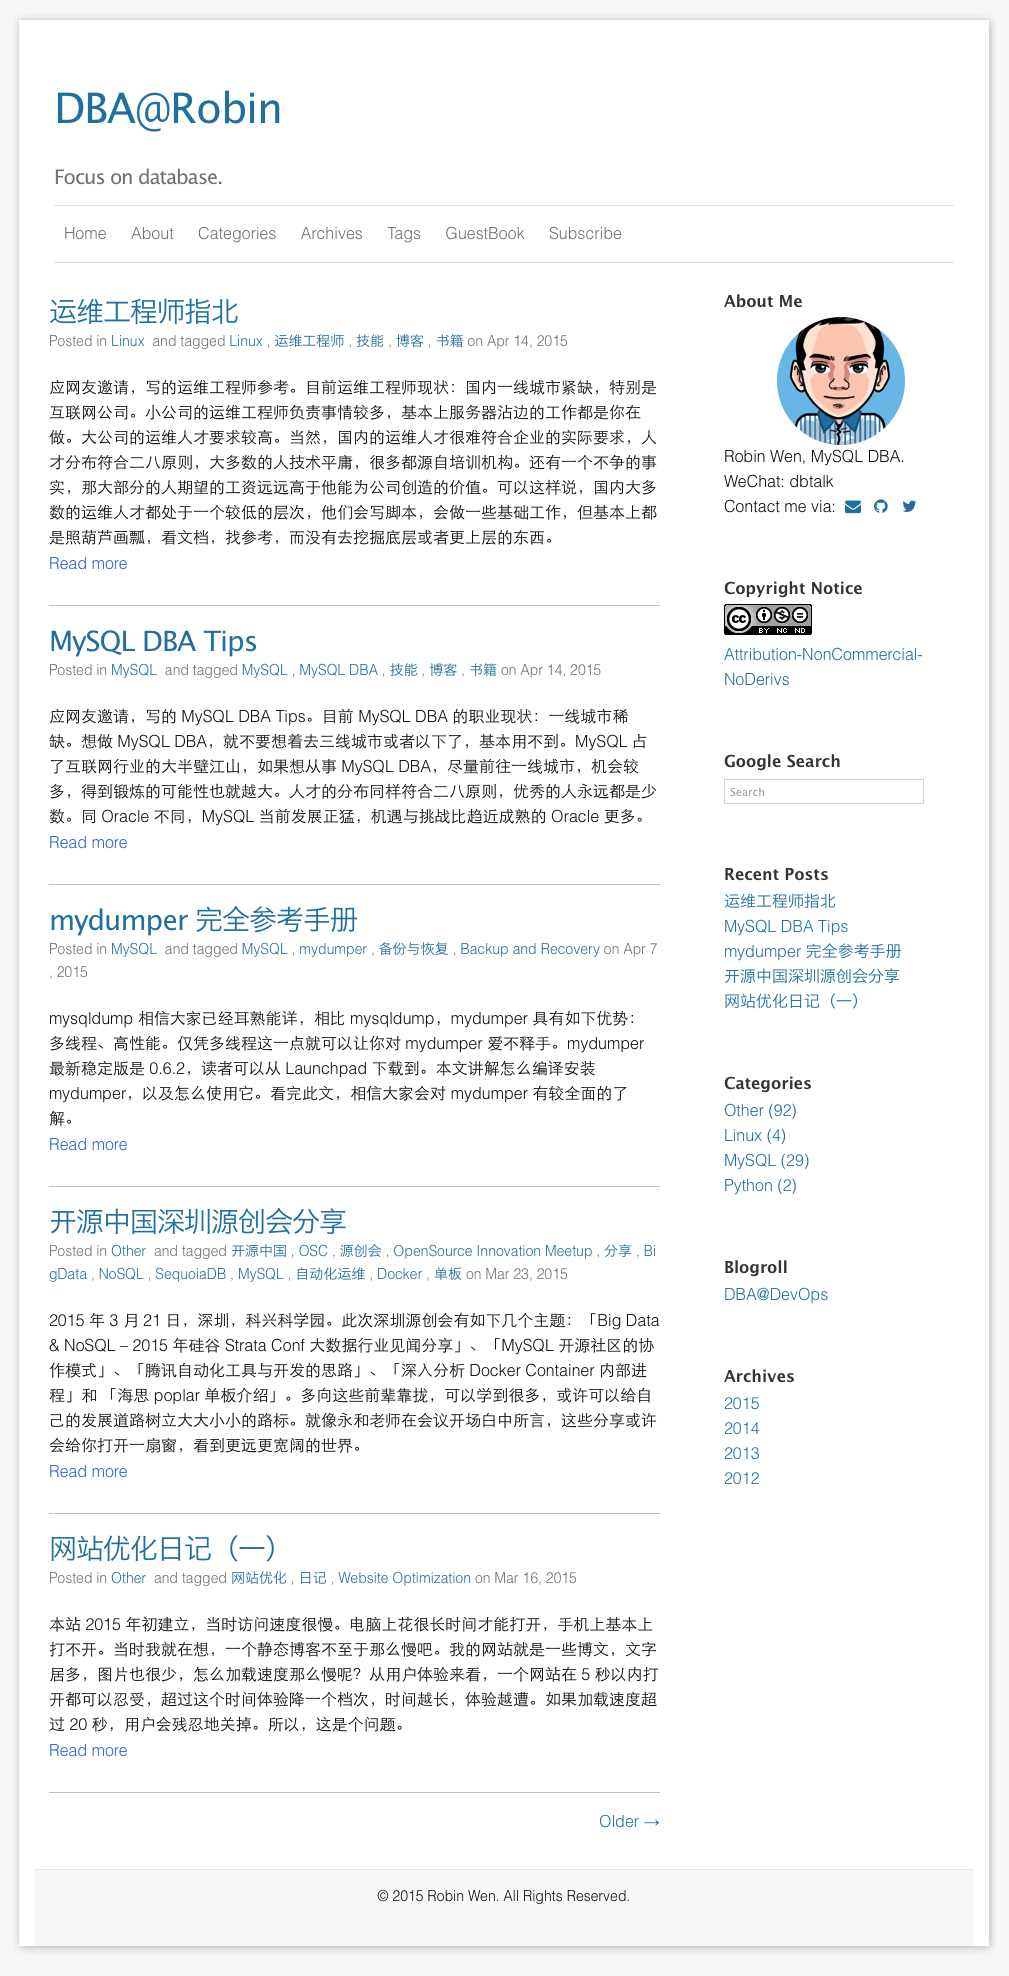 DBA@Robin
Focus on database.
Home About Categories Archives Tags GuestBook Subscribe
运维工程师指北
Posted in Linux and tagged Linux , 运维工程师 , 技能 , 博客 , 书籍 on Apr 14, 2015
应网友邀请，写的运维工程师参考。目前运维工程师现状：国内一线城市紧缺，特别是
互联网公司。小公司的运维工程师负责事情较多，基本上服务器沾边的工作都是你在
做。大公司的运维人才要求较高。当然，国内的运维人才很难符合企业的实际要求，人
才分布符合二八原则，大多数的人技术平庸，很多都源自培训机构。还有一个不争的事
实，那大部分的人期望的工资远远高于他能为公司创造的价值。可以这样说，国内大多
数的运维人才都处于一个较低的层次，他们会写脚本，会做一些基础工作，但基本上都
是照葫芦画瓢，看文档，找参考，而没有去挖掘底层或者更上层的东西。
Read more
MySQL DBA Tips
Posted in MySQL and tagged MySQL , MySQL DBA , 技能 , 博客 , 书籍 on Apr 14, 2015
应网友邀请，写的 MySQL DBA Tips。目前 MySQL DBA 的职业现状：一线城市稀
缺。想做 MySQL DBA，就不要想着去三线城市或者以下了，基本用不到。MySQL 占
了互联网行业的大半壁江山，如果想从事 MySQL DBA，尽量前往一线城市，机会较
多，得到锻炼的可能性也就越大。人才的分布同样符合二八原则，优秀的人永远都是少
数。同 Oracle 不同，MySQL 当前发展正猛，机遇与挑战比趋近成熟的 Oracle 更多。
Read more
mydumper 完全参考手册
Posted in MySQL and tagged MySQL , mydumper , 备份与恢复 , Backup and Recovery on Apr 7
, 2015
mysqldump 相信大家已经耳熟能详，相比 mysqldump，mydumper 具有如下优势：
多线程、高性能。仅凭多线程这一点就可以让你对 mydumper 爱不释手。mydumper
最新稳定版是 0.6.2，读者可以从 Launchpad 下载到。本文讲解怎么编译安装
mydumper，以及怎么使用它。看完此文，相信大家会对 mydumper 有较全面的了
解。
Read more
开源中国深圳源创会分享
Posted in Other and tagged 开源中国 , OSC , 源创会 , OpenSource Innovation Meetup , 分享 , Bi
gData , NoSQL , SequoiaDB , MySQL , 自动化运维 , Docker , 单板 on Mar 23, 2015
2015 年 3 月 21 日，深圳，科兴科学园。此次深圳源创会有如下几个主题：「Big Data
& NoSQL – 2015 年硅谷 Strata Conf 大数据行业见闻分享」、「MySQL 开源社区的协
作模式」、「腾讯自动化工具与开发的思路」、「深入分析 Docker Container 内部进
程」和 「海思 poplar 单板介绍」。多向这些前辈靠拢，可以学到很多，或许可以给自
己的发展道路树立大大小小的路标。就像永和老师在会议开场白中所言，这些分享或许
会给你打开一扇窗，看到更远更宽阔的世界。
Read more
网站优化日记（一）
Posted in Other and tagged 网站优化 , 日记 , Website Optimization on Mar 16, 2015
本站 2015 年初建立，当时访问速度很慢。电脑上花很长时间才能打开，手机上基本上
打不开。当时我就在想，一个静态博客不至于那么慢吧。我的网站就是一些博文，文字
居多，图片也很少，怎么加载速度那么慢呢？从用户体验来看，一个网站在 5 秒以内打
开都可以忍受，超过这个时间体验降一个档次，时间越长，体验越遭。如果加载速度超
过 20 秒，用户会残忍地关掉。所以，这是个问题。
Read more
Older →
About Me
Robin Wen, MySQL DBA.
WeChat: dbtalk
Contact me via:
Copyright Notice
cc BY NC ND
Attribution-NonCommercial-
NoDerivs
Google Search
Search
Recent Posts
运维工程师指北
MySQL DBA Tips
mydumper 完全参考手册
开源中国深圳源创会分享
网站优化日记（一）
Categories
Other (92)
Linux (4)
MySQL (29)
Python (2)
Blogroll
DBA@DevOps
Archives
2015
2014
2013
2012
© 2015 Robin Wen. All Rights Reserved.